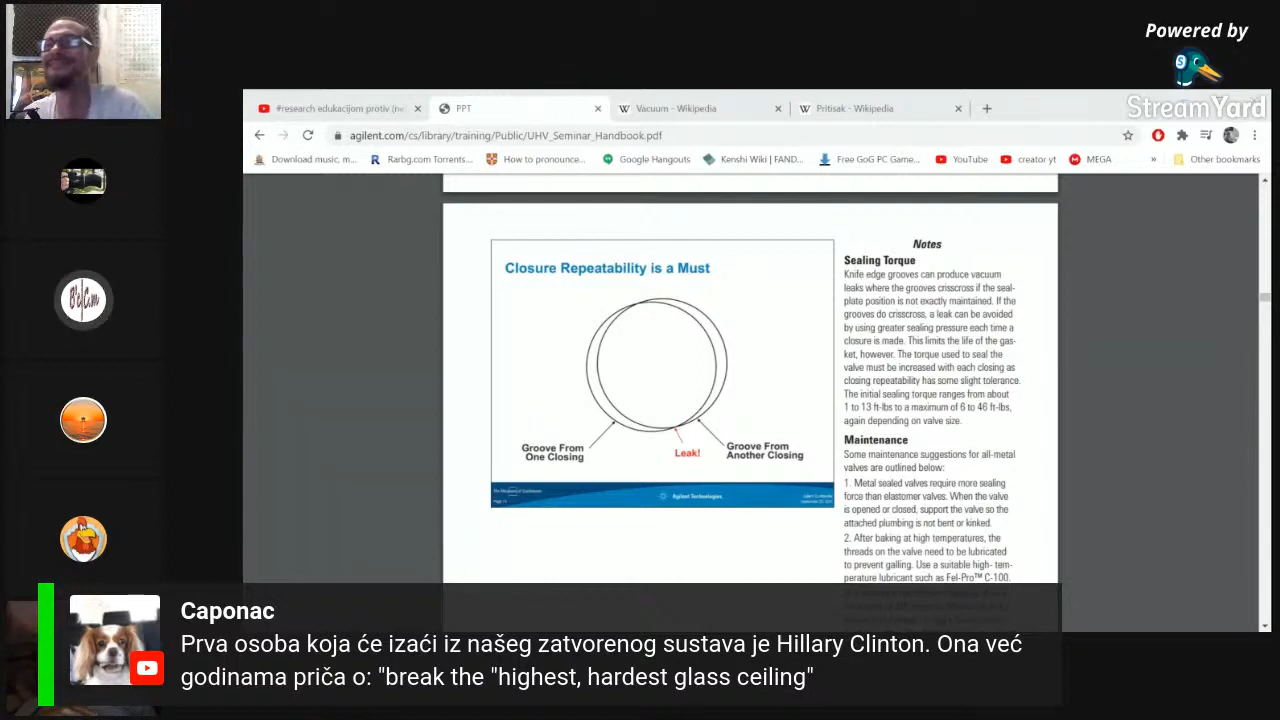 Powered by
StreamYard
#research edukacijom protiv (ne
PPT
Vacuum - Wikipedia
Pritisak - Wikipedia
agilent.com/cs/library/training/Public/UHV_Seminar_Handbook.pdf
Download music, m...
Rarbg.com Torrents...
How to pronounce...
Google Hangouts
Kenshi Wiki | FAND...
Free GoG PC Game...
YouTube
creator yt
MEGA
Other bookmarks
Closure Repeatability is a Must
Groove From
One Closing
Leak!
Groove From
Another Closing
Agilent Technologies
Notes
Sealing Torque
Knife edge grooves can produce vacuum
leaks where the grooves crisscross if the seal-
plate position is not exactly maintained. If the
grooves do crisscross, a leak can be avoided
by using greater sealing pressure each time a
closure is made. This limits the life of the gas-
ket, however. The torque used to seal the
valve must be increased with each closing as
closing repeatability has some slight tolerance.
The initial sealing torque ranges from about
1 to 13 ft-lbs to a maximum of 6 to 46 ft-lbs,
again depending on valve size.
Maintenance
Some maintenance suggestions for all-metal
valves are outlined below:
1. Metal sealed valves require more sealing
force than elastomer valves. When the valve
is opened or closed, support the valve so the
attached plumbing is not bent or kinked.
2. After baking at high temperatures, the
threads on the valve need to be lubricated
to prevent galling. Use a suitable high- tem-
perature lubricant such as Fel-Pro™ C-100.
Caponac
Prva osoba koja će izaći iz našeg zatvorenog sustava je Hillary Clinton. Ona već
godinama priča o: "break the "highest, hardest glass ceiling"